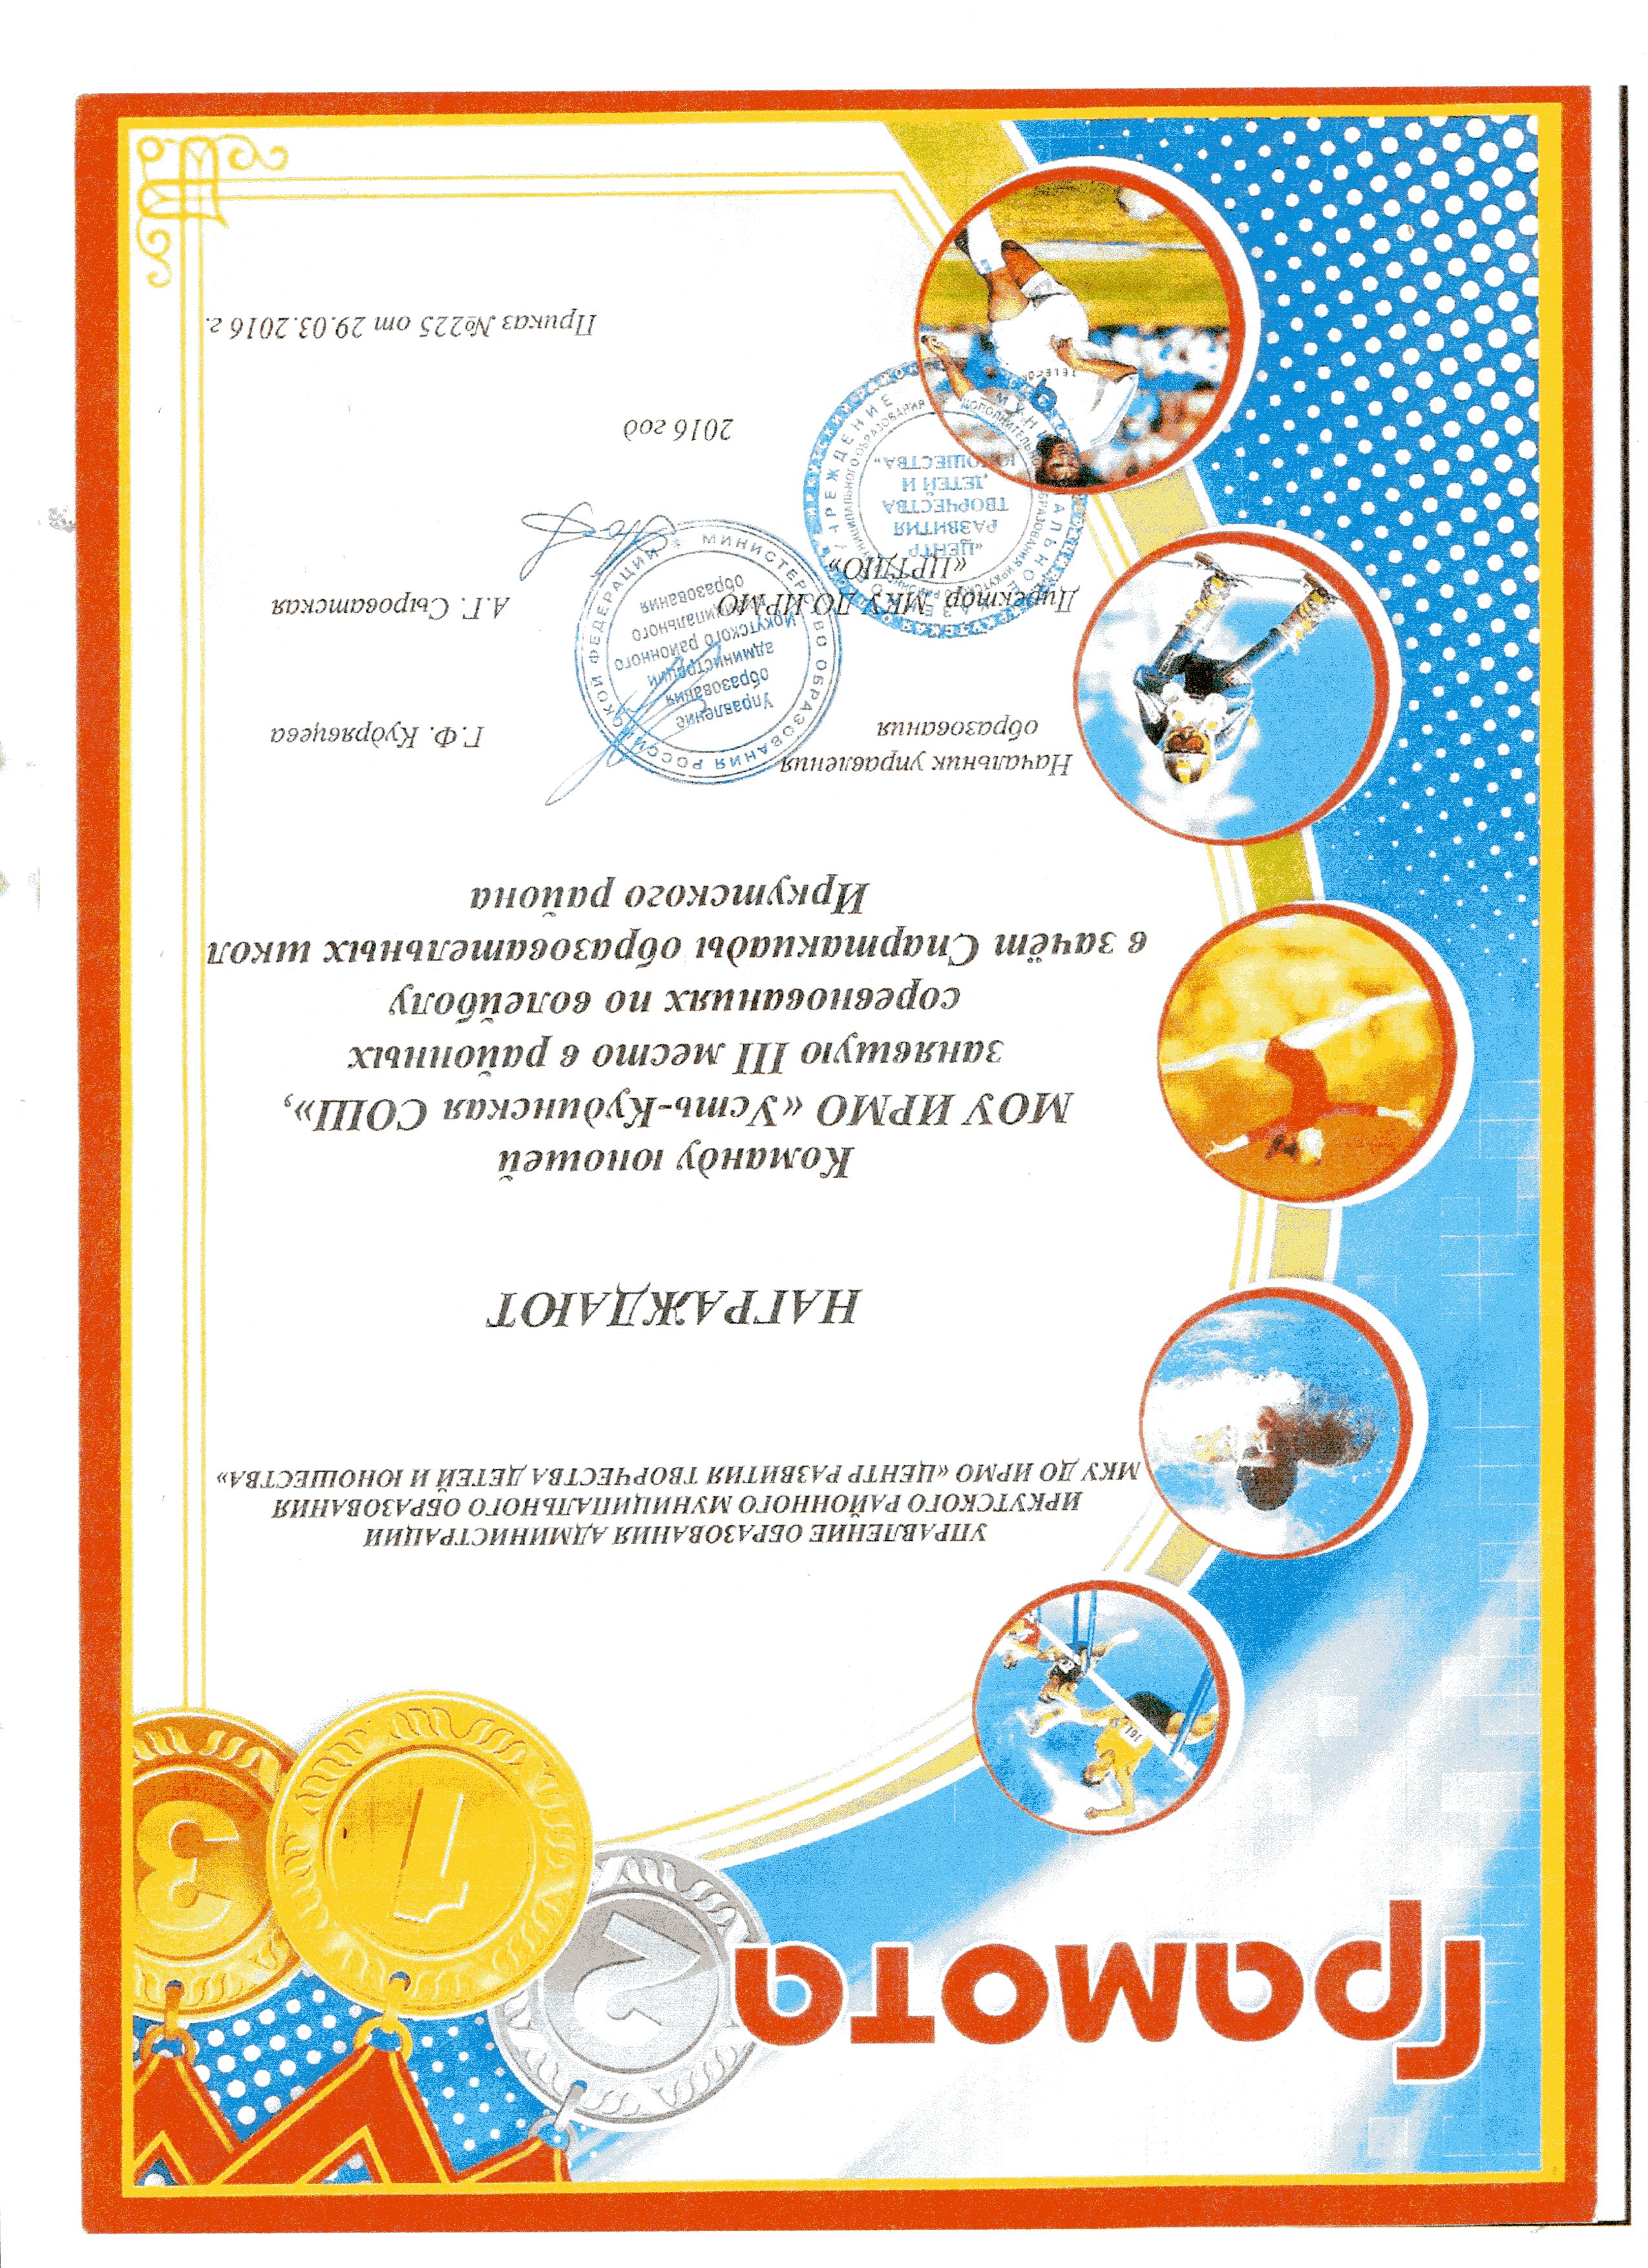 Грамота
2
1
3
161
УПРАВЛЕНИЕ ОБРАЗОВАНИЯ АДМИНИСТРАЦИИ
ИРКУТСКОГО РАЙОННОГО МУНИЦИПАЛЬНОГО ОБРАЗОВАНИЯ
МКУ ДО ИРМО «ЦЕНТР РАЗВИТИЯ ТВОРЧЕСТВА ДЕТЕЙ И ЮНОШЕСТВА»
НАГРАЖДАЮТ
Команду юношей
МОУ ИРМО «Усть-Кудинская СОШ»,
занявшую III место в районных
соревнованиях по волейболу
в зачёт Спартакиады образовательных школ
Иркутского района
Начальник управления
образования
Г.Ф. Кудрявцева
МИНИСТЕРСТВО ОБРАЗОВАНИЯ РОССИЙСКОЙ ФЕДЕРАЦИИ
Управление
образования
администрации
Иркутского районного
муниципального
образования
Директор МКУ ДО ИРМО
«ЦРТДЮ»
А.Г. Сыроватская
«ЦЕНТР
РАЗВИТИЯ
ТВОРЧЕСТВА
ДЕТЕЙ И
ЮНОШЕСТВА»
2016 год
Приказ №225 от 29.03.2016 г.